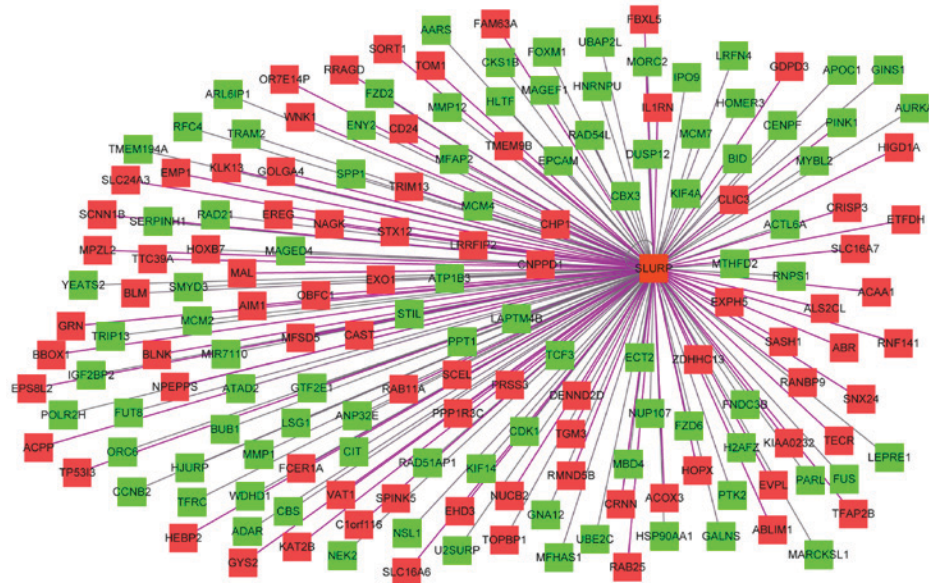 FAM63A
FBXL5
AARS
SORT1
TOM1
FOXM1
UBAP2L
MORC2
LRFN4
OR7E14P
RRAGD
CKS1B
MAGEF1
HNRNPU
IPO9
GDPD3
APOC1
GINS1
ARL6IP1
FZD2
MMP12
HLTF
IL1RN
HOMER3
WNK1
ENY2
CD24
RAD54L
MCM7
CENPF
PINK1
AURKA
RFC4
TRAM2
TMEM9B
DUSP12
TMEM194A
MFAP2
EPCAM
BID
MYBL2
HIGD1A
SLC24A3
EMP1
KLK13
GOLGA4
SPP1
TRIM13
CBX3
KIF4A
CLIC3
SCNN1B
SERPINH1
RAD21
EREG
NAGK
MCM4
CHP1
CRISP3
ETFDH
STX12
ACTL6A
MPZL2
TTC39A
HOXB7
MAGED4
LRRFIP2
SLC16A7
CNPPD1
SLURP
MTHFD2
YEATS2
BLM
SMYD3
MAL
EXO1
ATP1B3
RNPS1
ACAA1
AIM1
OBFC1
EXPH5
ALS2CL
GRN
MCM2
STIL
LAPTM4B
TRIP13
MFSD5
CAST
BBOX1
BLNK
MIR7110
PPT1
TCF3
ECT2
ZDHHC13
SASH1
ABR
RNF141
IGF2BP2
EPS8L2
NPEPPS
ATAD2
GTF2E1
RAB11A
SCEL
PRSS3
DENND2D
RANBP9
SNX24
POLR2H
FUT8
LSG1
ANP32E
PPP1R3C
NUP107
FNDC3B
BUB1
CDK1
TGM3
FZD6
KIAA0232
TECR
ACPP
ORC6
MMP1
CIT
H2AFZ
LEPRE1
TP53I3
HJURP
FCER1A
RAD51AP1
KIF14
RMND5B
MBD4
HOPX
EVPL
PARL
FUS
CCNB2
TFRC
WDHD1
VAT1
SPINK5
NUCB2
CRNN
ACOX3
PTK2
TFAP2B
CBS
C1orf116
EHD3
GNA12
ADAR
NSL1
TOPBP1
UBE2C
HSP90AA1
GALNS
ABLIM1
HEBP2
KAT2B
U2SURP
MFHAS1
MARCKSL1
GYS2
NEK2
SLC16A6
RAB25